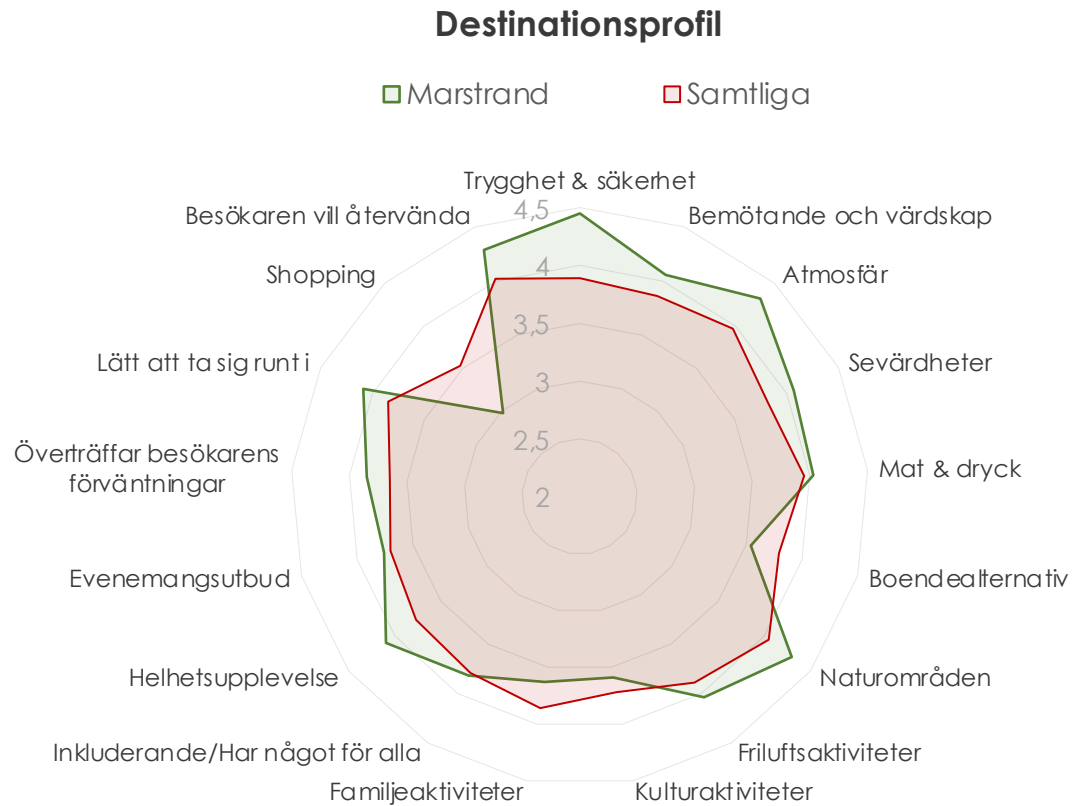 Destinationsprofil
Marstrand
Samtliga
Trygghet & säkerhet
Bemötande och värdskap
Atmosfär
Sevärdheter
Mat & dryck
Boendealternativ
Naturområden
Friluftsaktiviteter
Kulturaktiviteter
Familjeaktiviteter
Inkluderande/Har något för alla
Helhetsupplevelse
Evenemangsutbud
Överträffar besökarens
förväntningar
Lätt att ta sig runt i
Shopping
Besökaren vill återvända
4,5
4
3,5
3
2,5
2